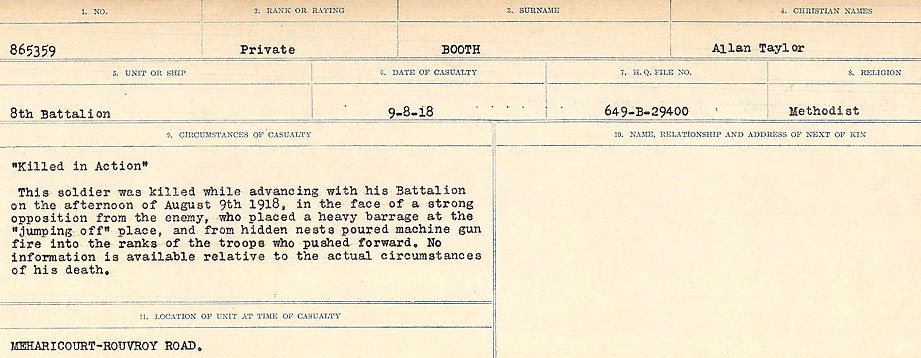 1. NO. 2. RANK OR RATING 3. SURNAME 4. CHRISTIAN NAMES
865359 Private BOOTH Allan Taylor
5. UNIT OR SHIP 6. DATE OF CASUALTY 7. H.Q. FILE NO. 8. RELIGION
8th Battalion 9-8-18 649-B-29400 Methodist
9. CIRCUMSTANCES OF CASUALTY 10. NAME, RELATIONSHIP AND ADDRESS OF NEXT OF KIN
"Killed in Action"
This soldier was killed while advancing with his Battalion
on the afternoon of August 9th 1918, in the face of a strong
opposition from the enemy, who placed a heavy barrage at the
"jumping off" place, and from hidden nests poured machine gun
fire into the ranks of the troops who pushed forward. No
information is available relative to the actual circumstances
of his death.
11. LOCATION OF UNIT AT TIME OF CASUALTY
MEHARICOURT-ROUVROY ROAD.